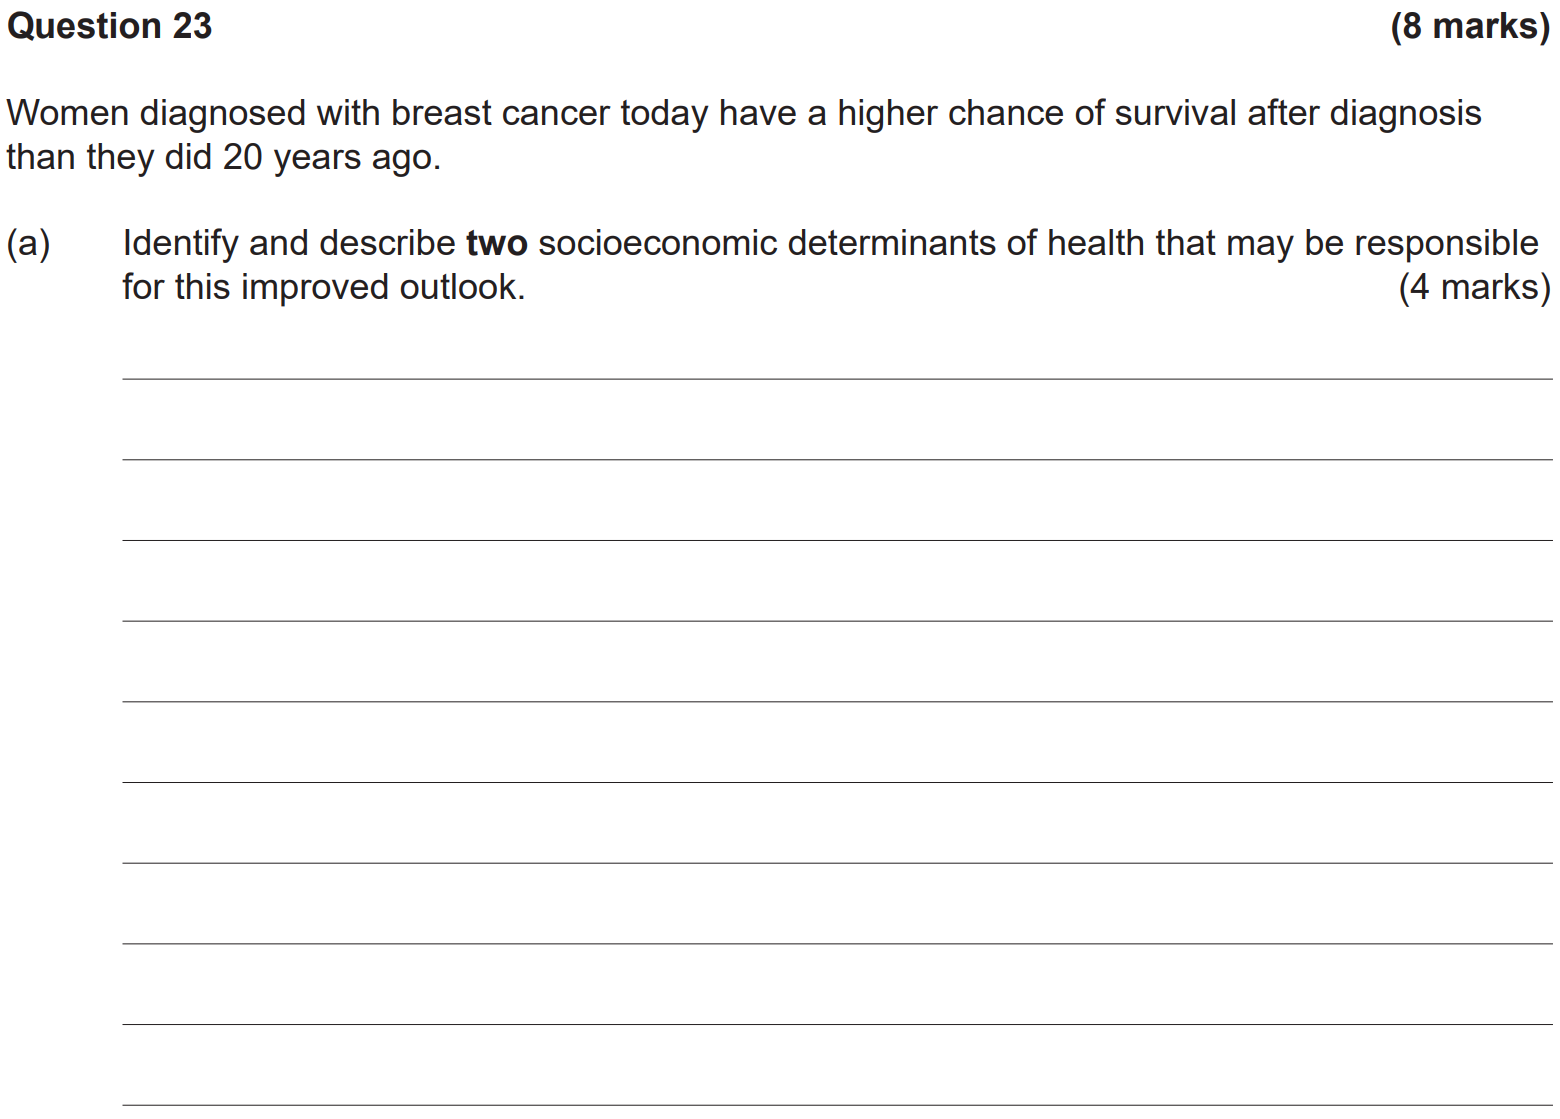 Question 23 (8 marks)
Women diagnosed with breast cancer today have a higher chance of survival after diagnosis
than they did 20 years ago.
(a) Identify and describe two socioeconomic determinants of health that may be responsible
for this improved outlook. (4 marks)